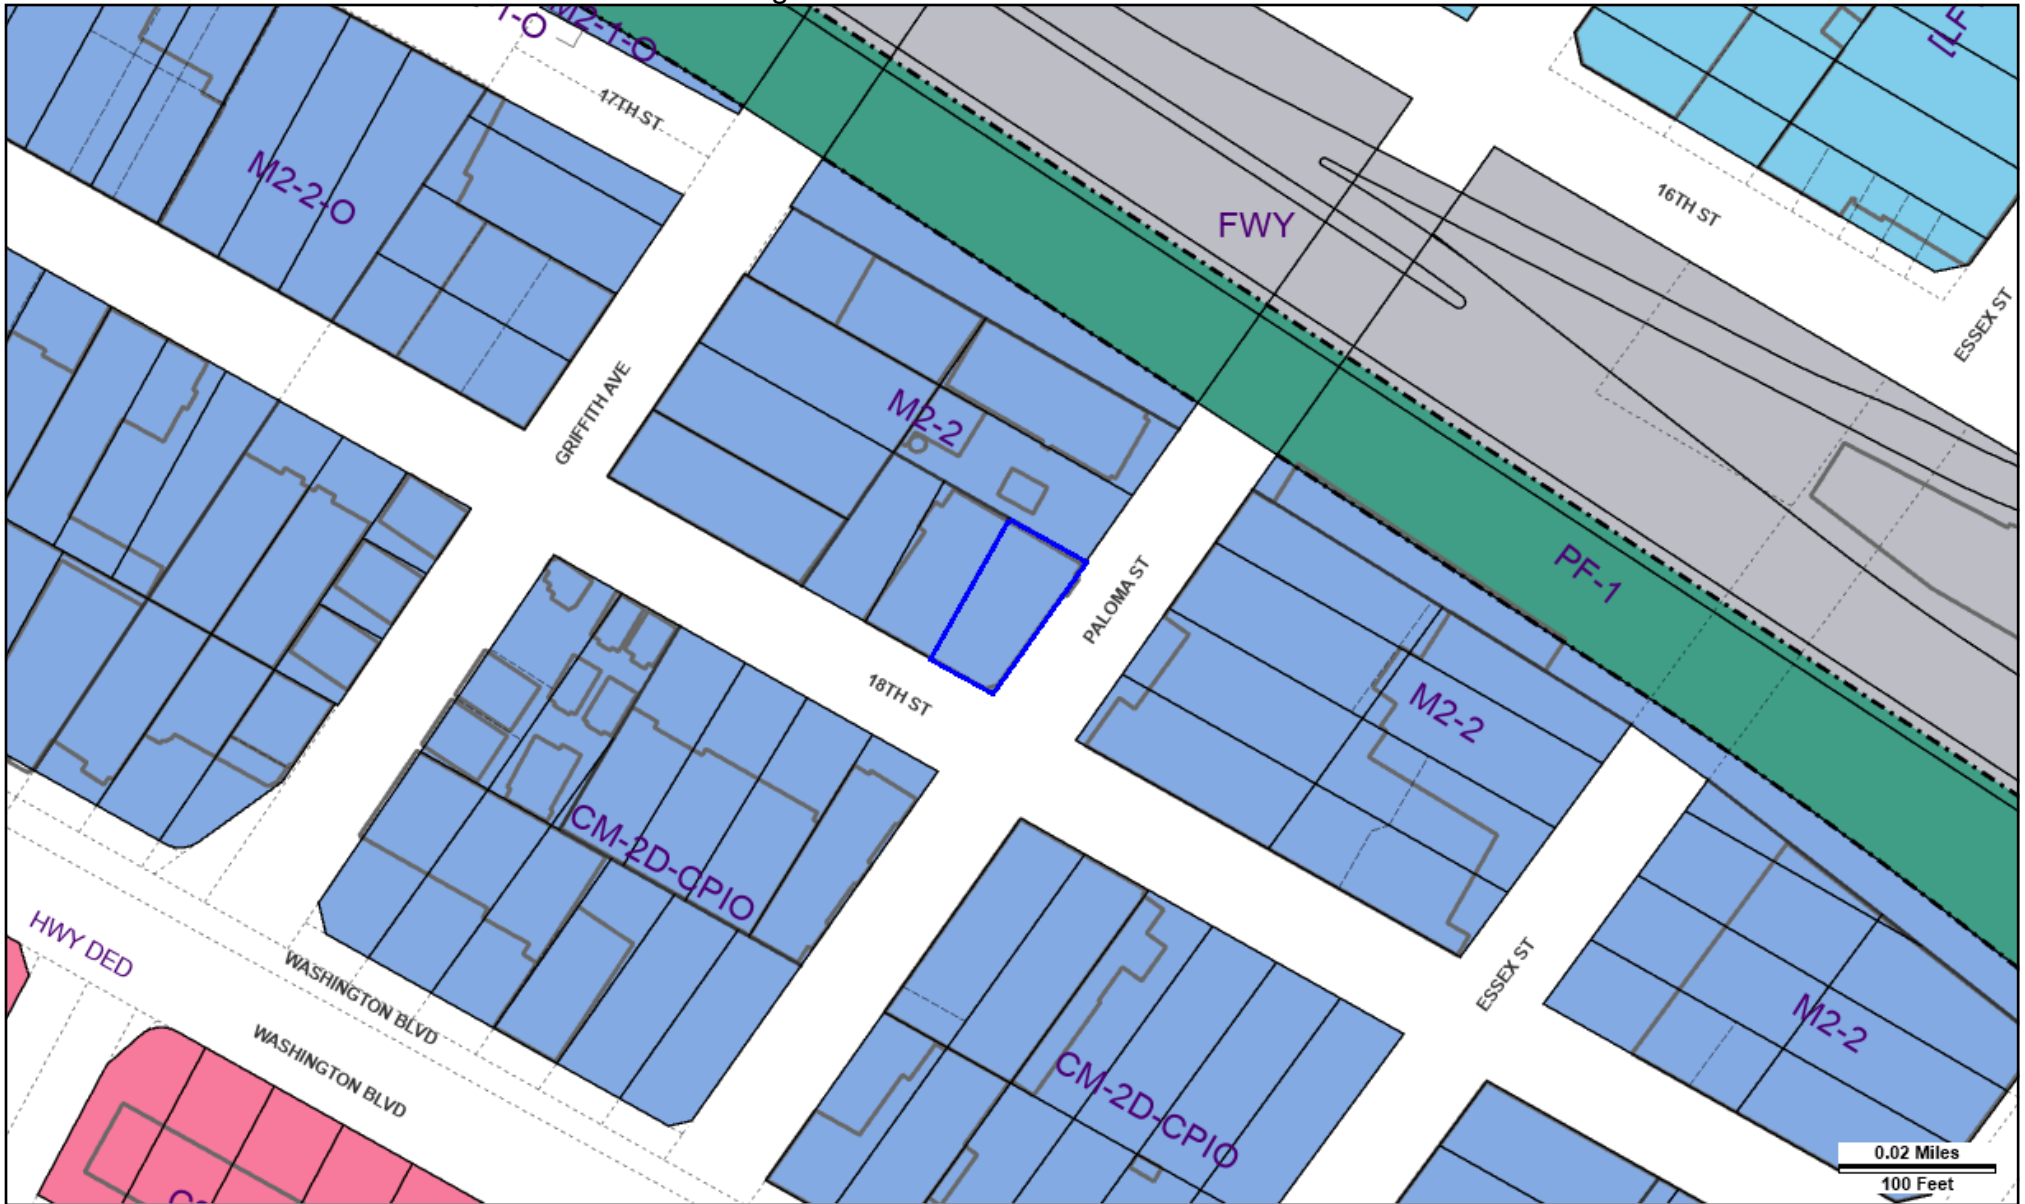 M2-1-O
17TH ST
M2-2-O
FWY
16TH ST
ESSEX ST
GRIFFITH AVE
M2-2
PALOMA ST
PF-1
18TH ST
M2-2
CM-2D-CPIO
HWY DED
WASHINGTON BLVD
WASHINGTON BLVD
ESSEX ST
M2-2
CM-2D-CPIO
0.02 Miles
100 Feet